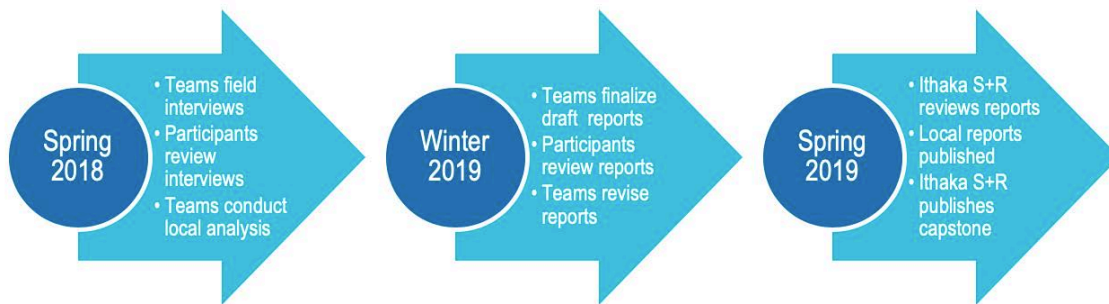 Spring
2018
• Teams field
interviews
• Participants
review
interviews
• Teams conduct
local analysis
Winter
2019
• Teams finalize
draft reports
• Participants
review reports
• Teams revise
reports
Spring
2019
• Ithaka S+R
reviews reports
• Local reports
published
• Ithaka S+R
publishes
capstone